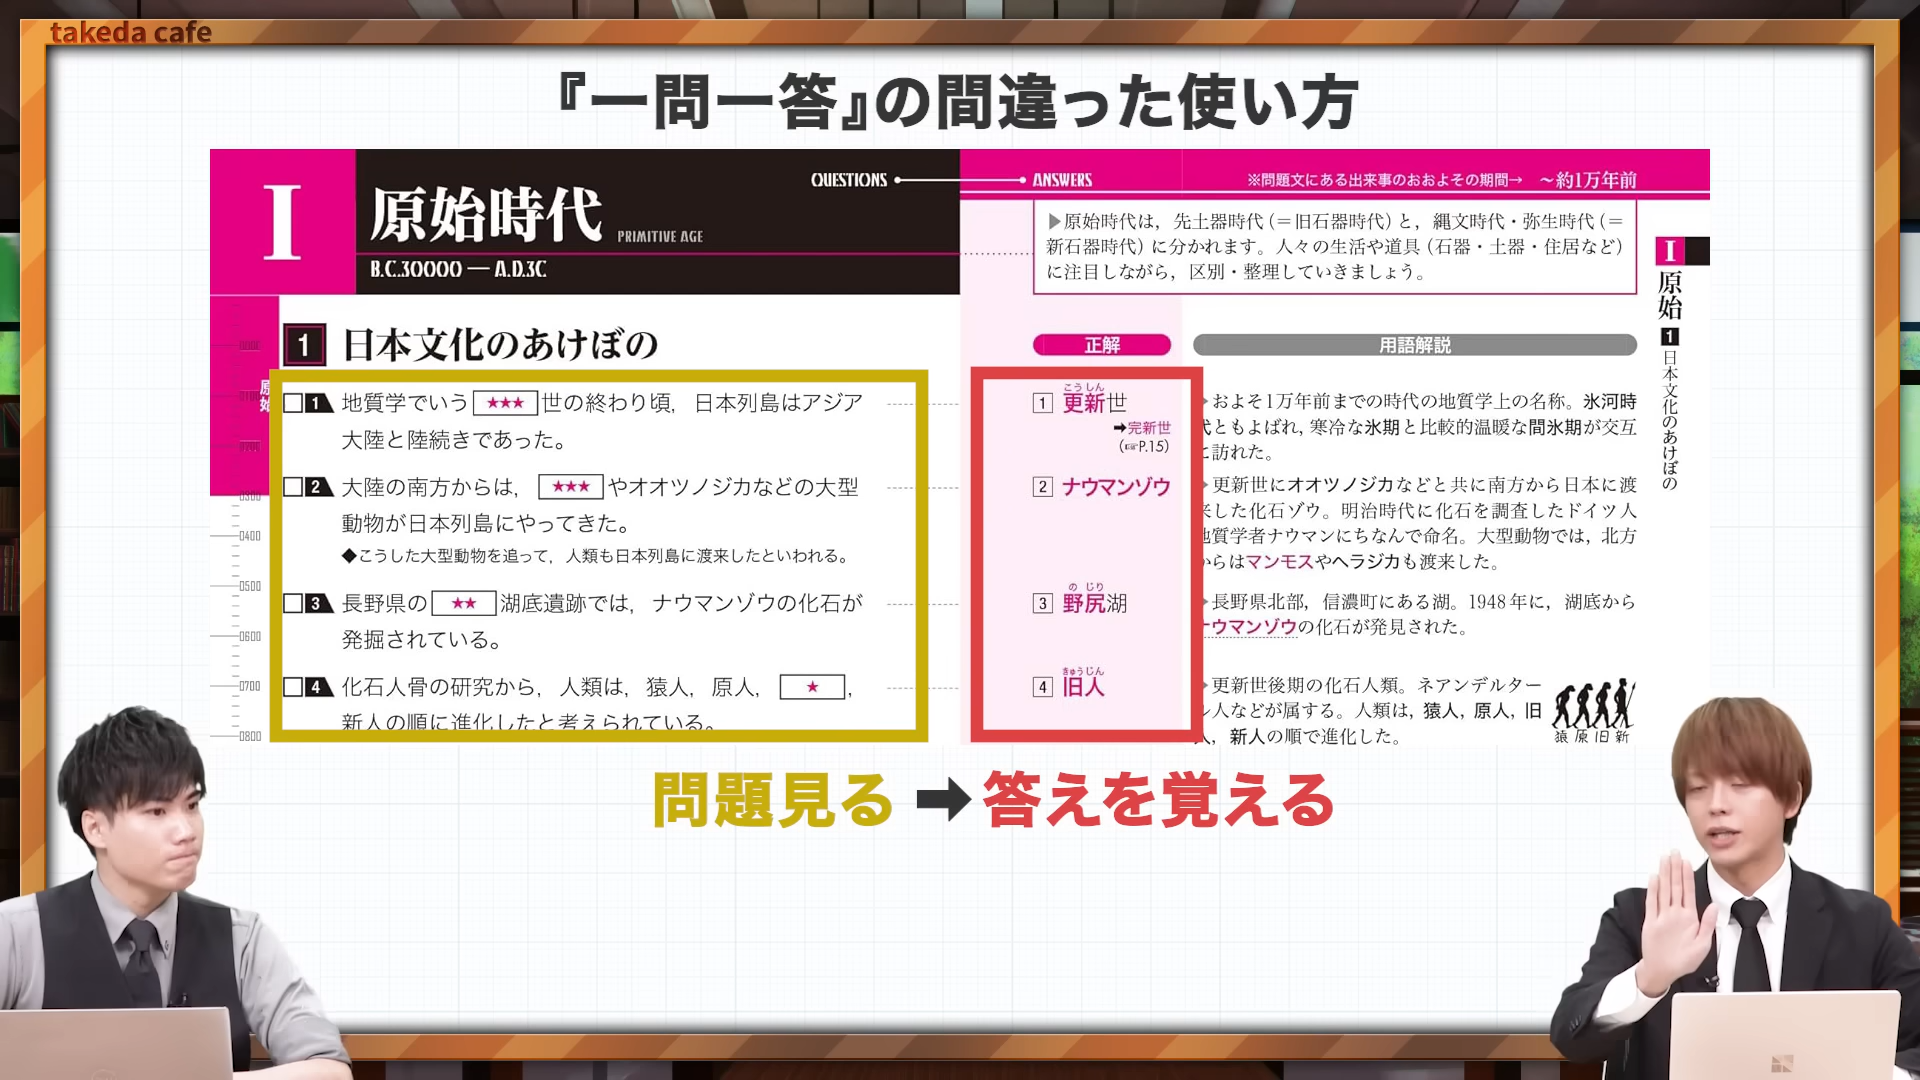 takeda cafe
『一問一答』の間違った使い方
I
原始時代 PRIMITIVE AGE
B.C.30000 — A.D.3C
QUESTIONS
ANSWERS
※問題文にある出来事のおおよその期間→ ～約1万年前
▶原始時代は，先土器時代（＝旧石器時代）と，縄文時代・弥生時代（＝
新石器時代）に分かれます。人々の生活や道具（石器・土器・住居など）
に注目しながら，区別・整理していきましょう。
I
原始
1
日本文化のあけぼの
1 日本文化のあけぼの
正解
用語解説
原始
□1 地質学でいう ★★★ 世の終わり頃，日本列島はアジア
大陸と陸続きであった。
こうしん
1 更新世
➡完新世
(☞P.15)
およそ1万年前までの時代の地質学上の名称。氷河時
代ともよばれ，寒冷な氷期と比較的温暖な間氷期が交互
に訪れた。
□2 大陸の南方からは， ★★★ やオオツノジカなどの大型
動物が日本列島にやってきた。
◆こうした大型動物を追って，人類も日本列島に渡来したといわれる。
2 ナウマンゾウ
更新世にオオツノジカなどと共に南方から日本に渡
来した化石ゾウ。明治時代に化石を調査したドイツ人
地質学者ナウマンにちなんで命名。大型動物では，北方
からはマンモスやヘラジカも渡来した。
□3 長野県の ★★ 湖底遺跡では，ナウマンゾウの化石が
発掘されている。
の じり
3 野尻湖
長野県北部，信濃町にある湖。1948年に，湖底から
ナウマンゾウの化石が発見された。
□4 化石人骨の研究から，人類は，猿人，原人， ★ ，
新人の順に進化したと考えられている。
きゅうじん
4 旧人
更新世後期の化石人類。ネアンデルター
ル人などが属する。人類は，猿人，原人，旧
人，新人の順で進化した。
猿 原 旧 新
0300
0400
0500
0600
0700
0800
問題見る➡答えを覚える